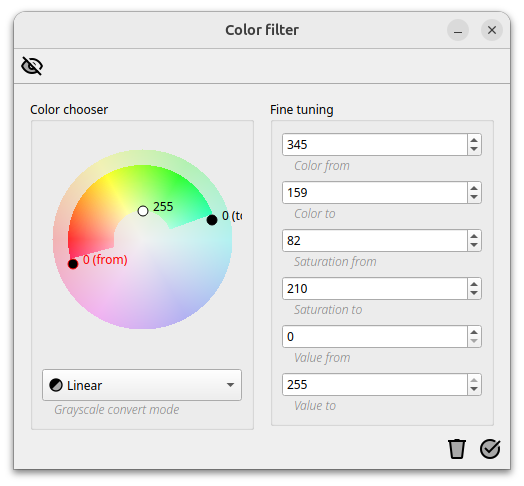 Color filter
Color chooser
Fine tuning
255
0 (to
0 (from)
Linear
Grayscale convert mode
345
Color from
159
Color to
82
Saturation from
210
Saturation to
0
Value from
255
Value to